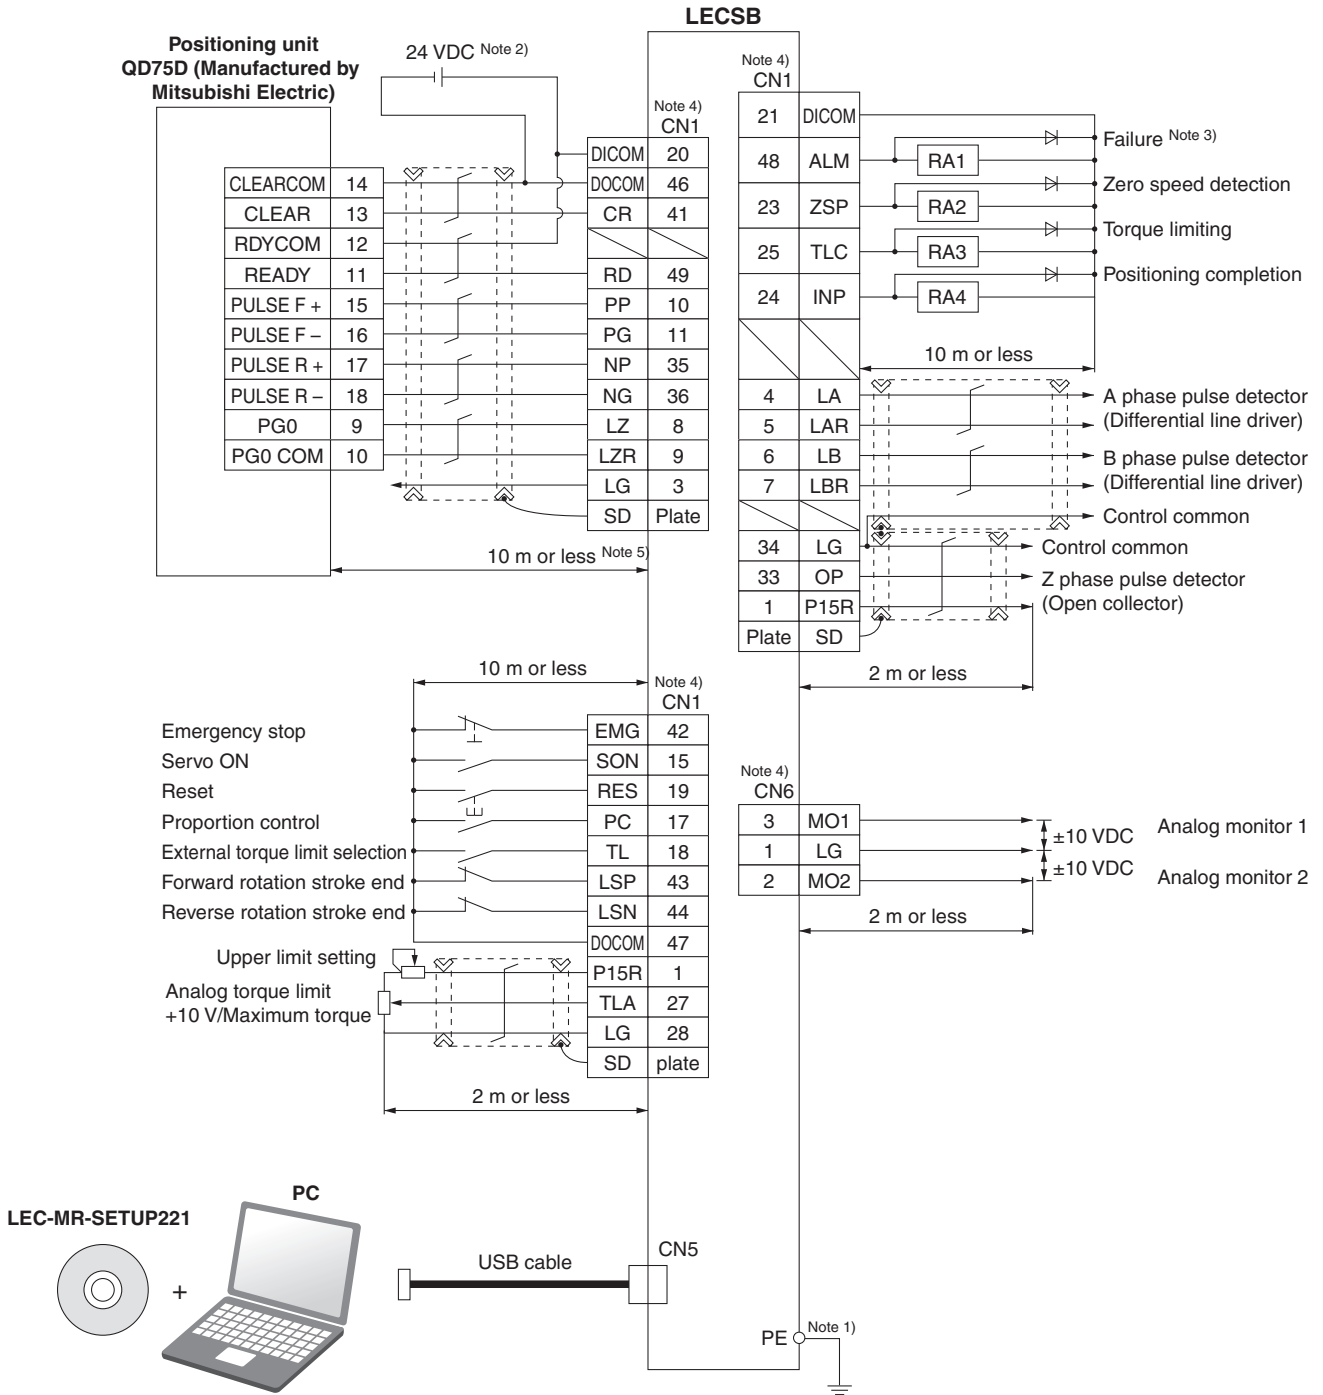 LECSB
Positioning unit
QD75D (Manufactured by
Mitsubishi Electric)
24 VDC Note 2)
Note 4)
CN1
DICOM 20
CLEARCOM 14 DOCOM 46
CLEAR 13 CR 41
RDYCOM 12
READY 11 RD 49
PULSE F + 15 PP 10
PULSE F – 16 PG 11
PULSE R + 17 NP 35
PULSE R – 18 NG 36
PG0 9 LZ 8
PG0 COM 10 LZR 9
LG 3
SD Plate
10 m or less Note 5)
Note 4)
CN1
21 DICOM
Failure Note 3)
48 ALM RA1
Zero speed detection
23 ZSP RA2
Torque limiting
25 TLC RA3
Positioning completion
24 INP RA4
10 m or less
4 LA A phase pulse detector
5 LAR (Differential line driver)
6 LB B phase pulse detector
7 LBR (Differential line driver)
Control common
34 LG Control common
33 OP Z phase pulse detector
1 P15R (Open collector)
Plate SD
2 m or less
10 m or less
Note 4)
CN1
Emergency stop EMG 42
Servo ON SON 15
Reset RES 19
Proportion control PC 17
External torque limit selection TL 18
Forward rotation stroke end LSP 43
Reverse rotation stroke end LSN 44
DOCOM 47
Upper limit setting P15R 1
Analog torque limit
+10 V/Maximum torque TLA 27
LG 28
SD plate
2 m or less
Note 4)
CN6
3 MO1 Analog monitor 1
±10 VDC
1 LG
±10 VDC
2 MO2 Analog monitor 2
2 m or less
PC
LEC-MR-SETUP221
+
USB cable
CN5
PE Note 1)